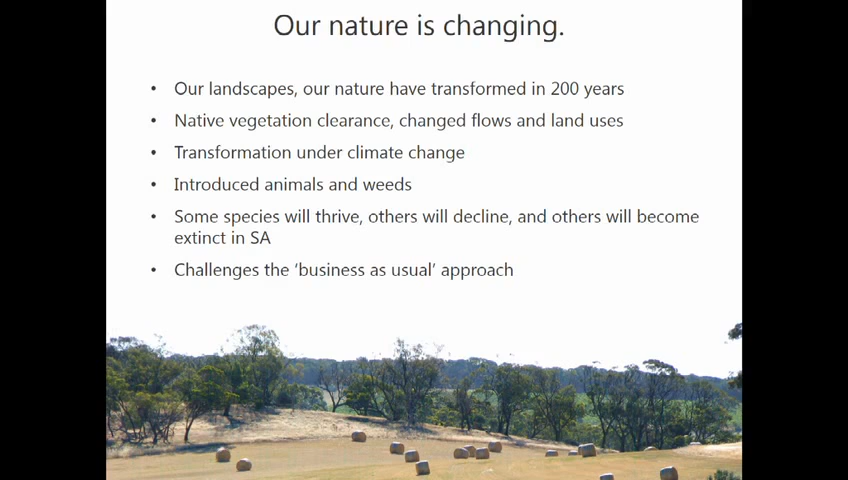 Our nature is changing.
• Our landscapes, our nature have transformed in 200 years
• Native vegetation clearance, changed flows and land uses
• Transformation under climate change
• Introduced animals and weeds
• Some species will thrive, others will decline, and others will become
extinct in SA
• Challenges the ‘business as usual’ approach